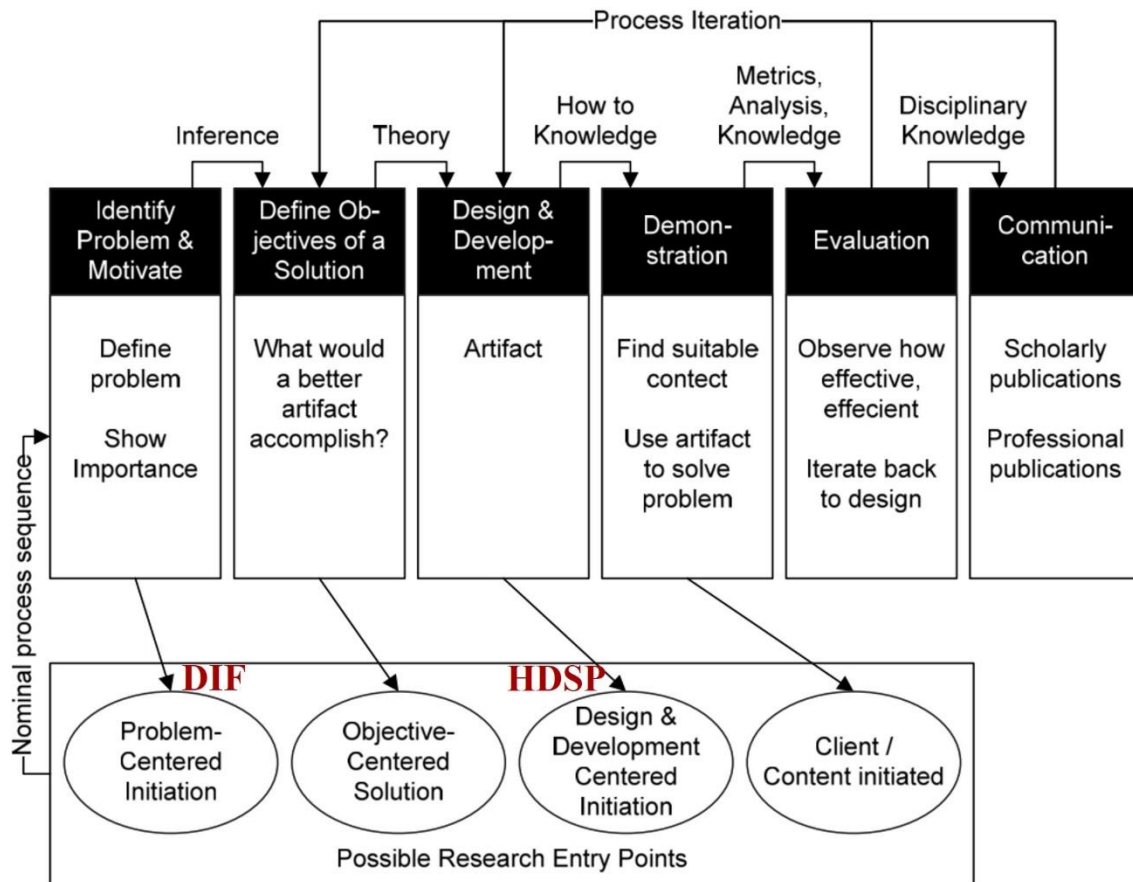 Process Iteration
Inference
Theory
How to
Knowledge
Metrics,
Analysis,
Knowledge
Disciplinary
Knowledge
Identify
Problem &
Motivate
Define Ob-
jectives of a
Solution
Design &
Develop-
ment
Demon-
stration
Evaluation
Communi-
cation
Define
problem
Show
Importance
What would
a better
artifact
accomplish?
Artifact
Find suitable
contect
Use artifact
to solve
problem
Observe how
effective,
effecient
Iterate back
to design
Scholarly
publications
Professional
publications
Nominal process sequence
DIF
HDSP
Problem-
Centered
Initiation
Objective-
Centered
Solution
Design &
Development
Centered
Initiation
Client /
Content initiated
Possible Research Entry Points